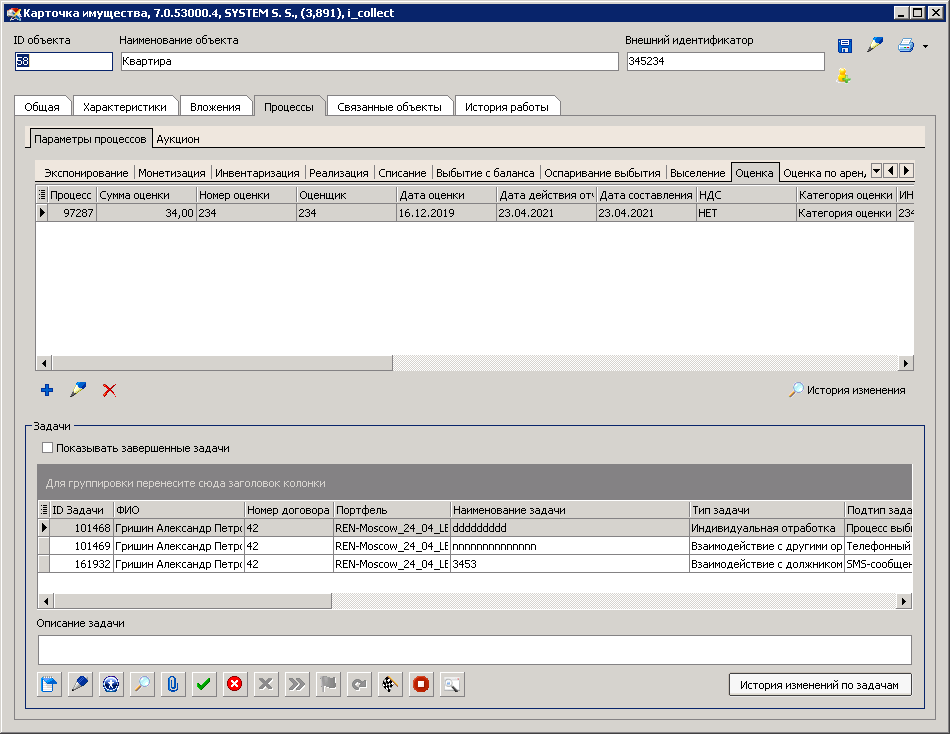 Карточка имущества, 7.0.53000.4, SYSTEM S. S., (3,891), i_collect
ID объекта Наименование объекта Внешний идентификатор
58 Квартира 345234
Общая Характеристики Вложения Процессы Связанные объекты История работы
Параметры процессов Аукцион
Экспонирование Монетизация Инвентаризация Реализация Списание Выбытие с баланса Оспаривание выбытия Выселение Оценка Оценка по арен
Процесс Сумма оценки Номер оценки Оценщик Дата оценки Дата действия отч Дата составления НДС Категория оценки ИН
97287 34,00 234 234 16.12.2019 23.04.2021 23.04.2021 НЕТ Категория оценки 234
История изменения
Задачи
Показывать завершенные задачи
Для группировки перенесите сюда заголовок колонки
ID Задачи ФИО Номер договора Портфель Наименование задачи Тип задачи Подтип зада
101468 Гришин Александр Петро 42 REN-Moscow_24_04_LE ddddddddd Индивидуальная отработка Процесс выб
101469 Гришин Александр Петро 42 REN-Moscow_24_04_LE nnnnnnnnnnnnnn Взаимодействие с другими ор Телефонный
161932 Гришин Александр Петро 42 REN-Moscow_24_04_LE 3453 Взаимодействие с должником SMS-сообщен
Описание задачи
История изменений по задачам